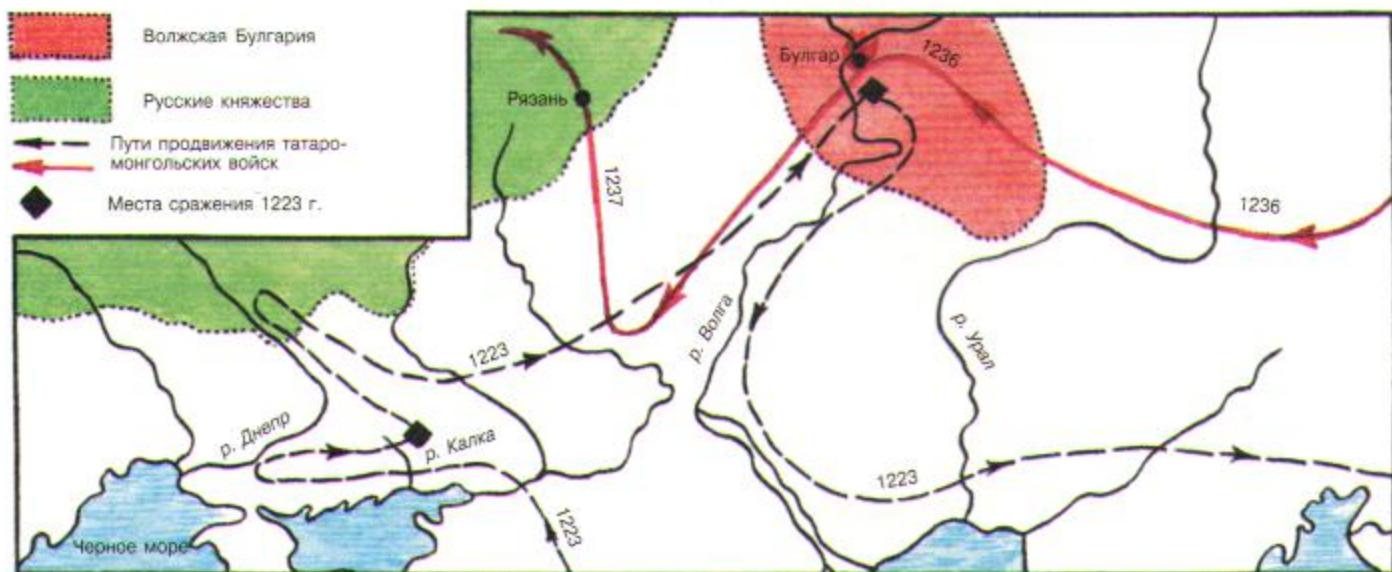 Волжская Булгария
Русские княжества
Пути продвижения татаро-
монгольских войск
Места сражения 1223 г.
Булгар
1236
Рязань
1237
1236
1223
р. Волга
р. Урал
р. Днепр
р. Калка
1223
1223
Черное море